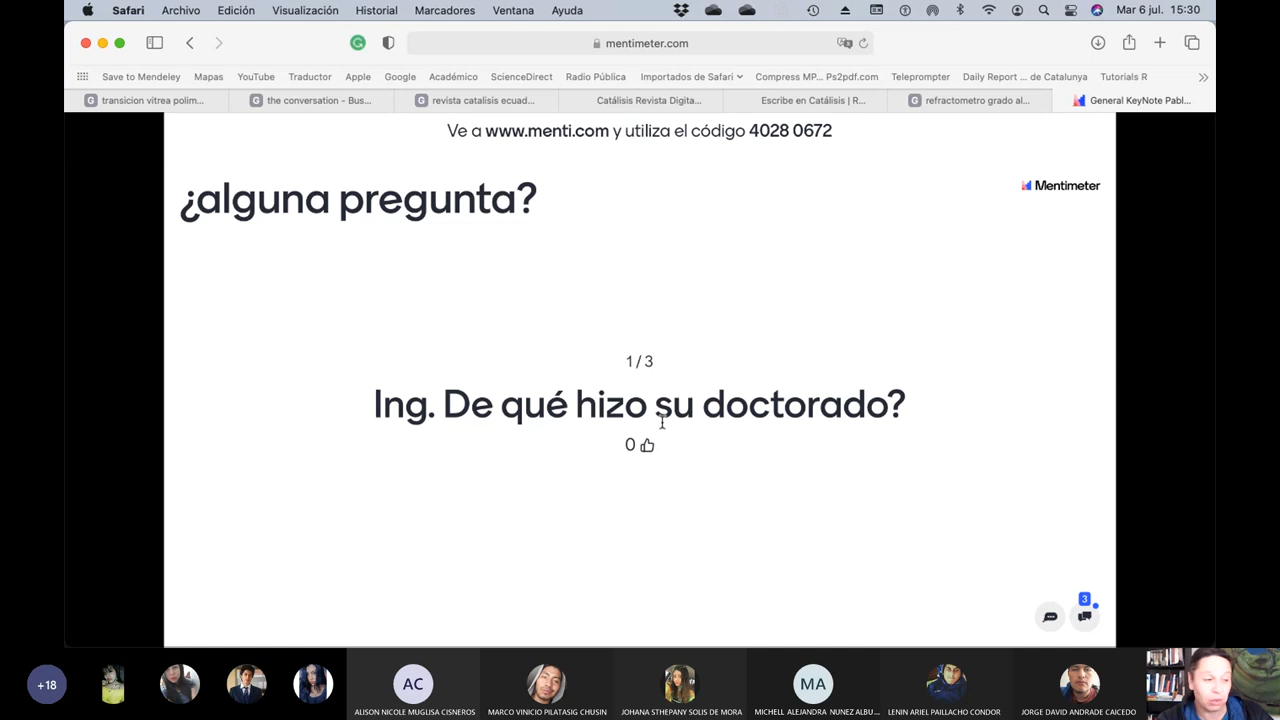 Safari Archivo Edición Visualización Historial Marcadores Ventana Ayuda Mar 6 jul. 15:30
mentimeter.com
Save to Mendeley Mapas YouTube Traductor Apple Google Académico ScienceDirect Radio Pública Importados de Safari Compress MP... Ps2pdf.com Teleprompter Daily Report ... de Catalunya Tutorials R
transicion vitrea polim... the conversation - Bus... revista catalisis ecuad... Catálisis Revista Digita... Escribe en Catálisis | R... refractometro grado al... General KeyNote Pabl...
Ve a www.menti.com y utiliza el código 4028 0672
¿alguna pregunta?
Mentimeter
1 / 3
Ing. De qué hizo su doctorado?
0
3
+18
AC
MA
ALISON NICOLE MUGLISA CISNEROS MARCO VINICIO PILATASIG CHUSIN JOHANA STHEPANY SOLIS DE MORA MICHELL ALEJANDRA NUNEZ ALBU... LENIN ARIEL PAILLACHO CONDOR JORGE DAVID ANDRADE CAICEDO